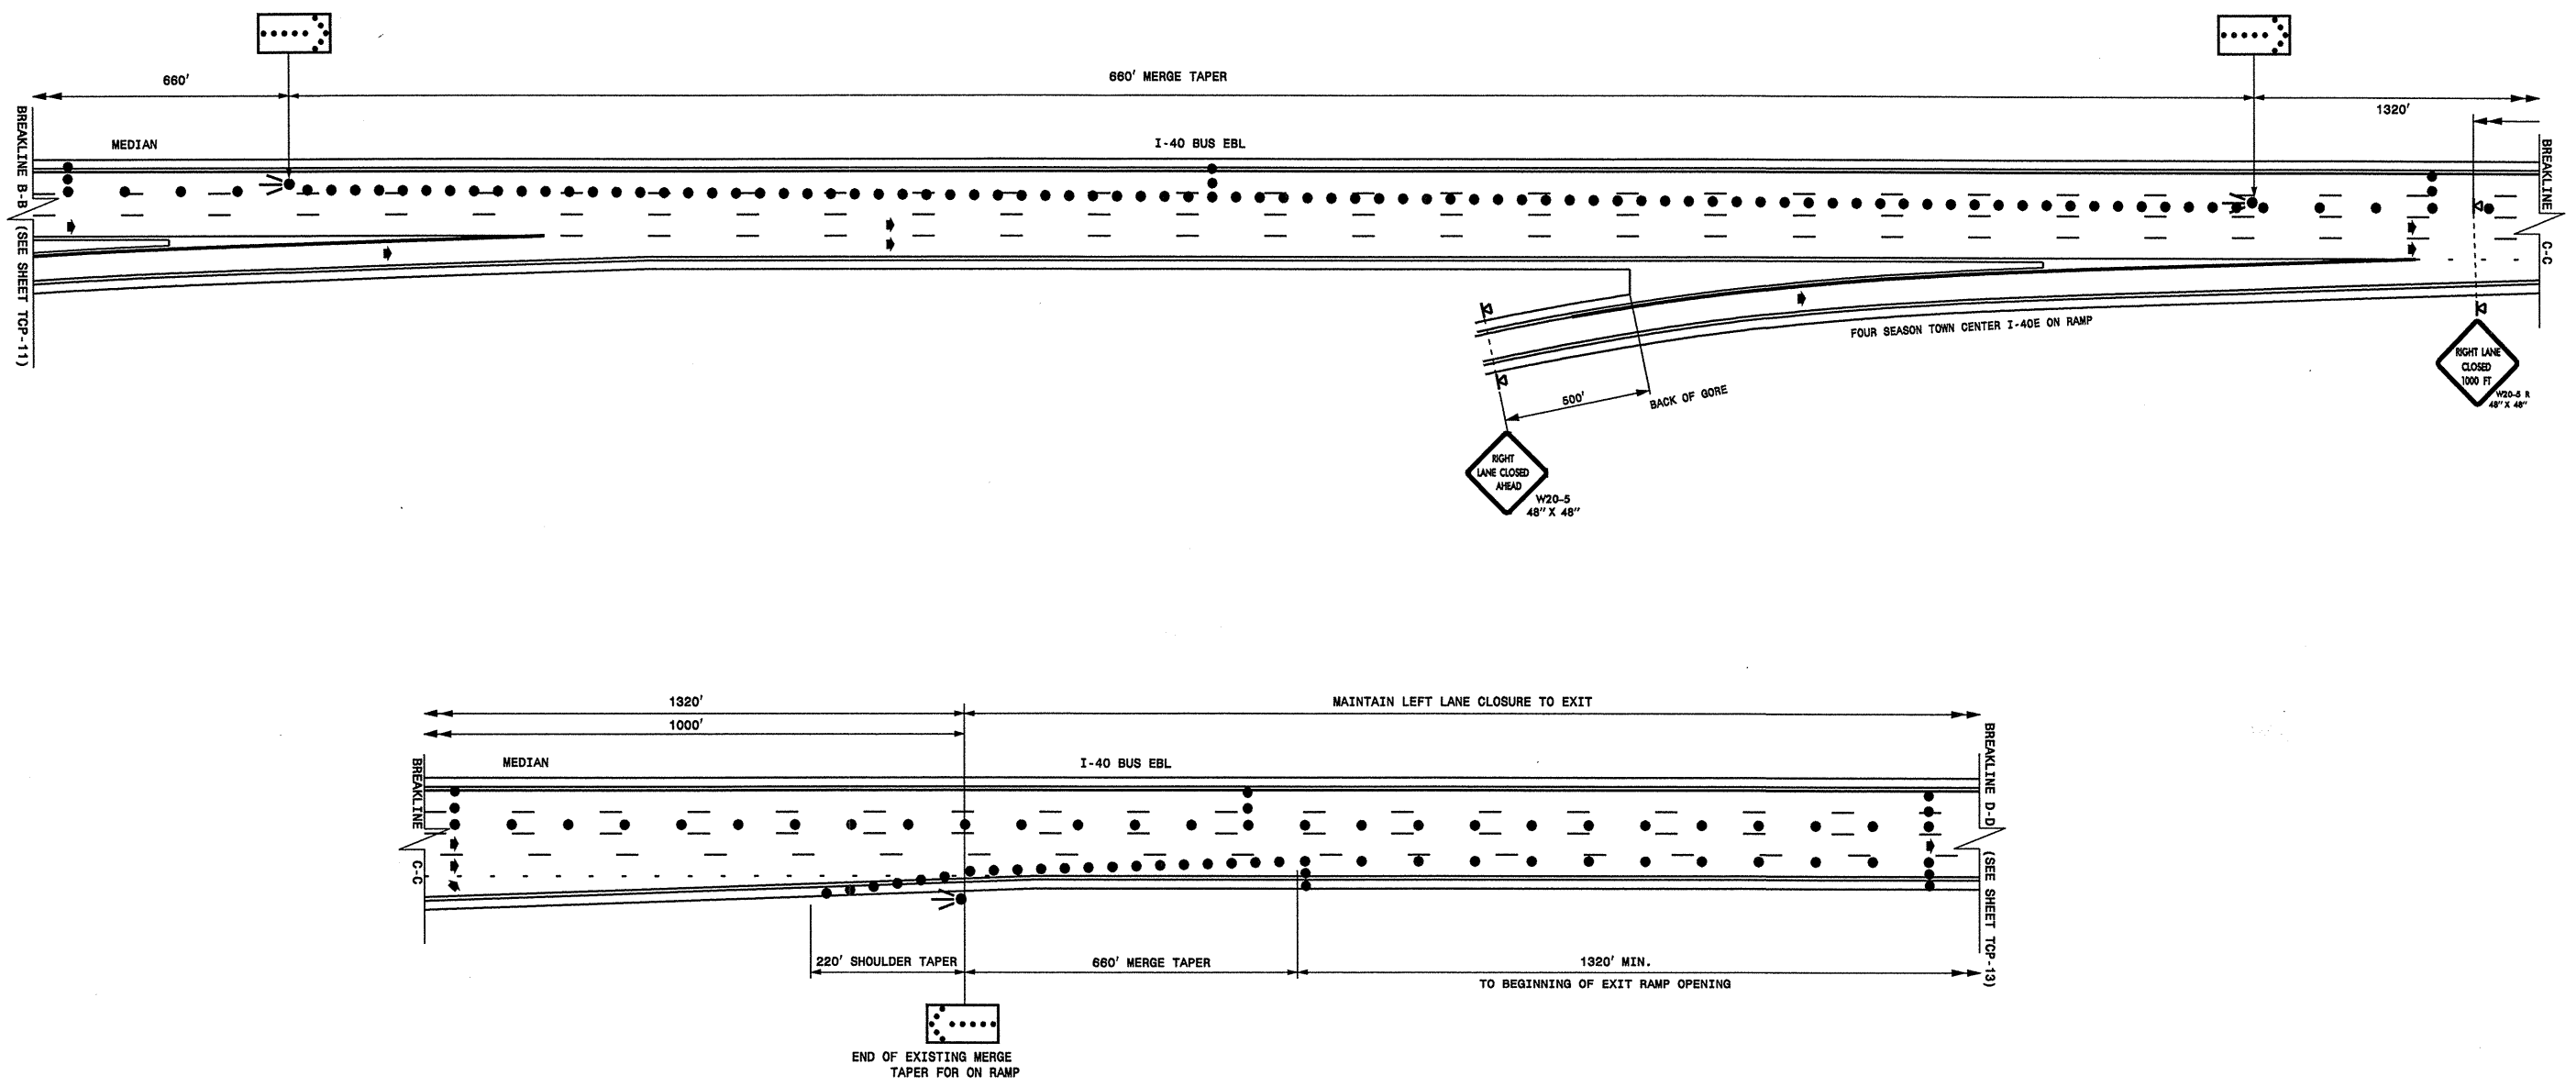 660'
660' MERGE TAPER
1320'
BREAKLINE B-B (SEE SHEET TCP-11)
MEDIAN
I-40 BUS EBL
BREAKLINE C-C
FOUR SEASON TOWN CENTER I-40E ON RAMP
500'
BACK OF GORE
RIGHT
LANE CLOSED
AHEAD
W20-5
48" X 48"
RIGHT LANE
CLOSED
1000 FT
W20-5 R
48" X 48"
1320'
MAINTAIN LEFT LANE CLOSURE TO EXIT
1000'
BREAKLINE C-C
MEDIAN
I-40 BUS EBL
BREAKLINE D-D (SEE SHEET TCP-13)
220' SHOULDER TAPER
660' MERGE TAPER
1320' MIN.
TO BEGINNING OF EXIT RAMP OPENING
END OF EXISTING MERGE
TAPER FOR ON RAMP